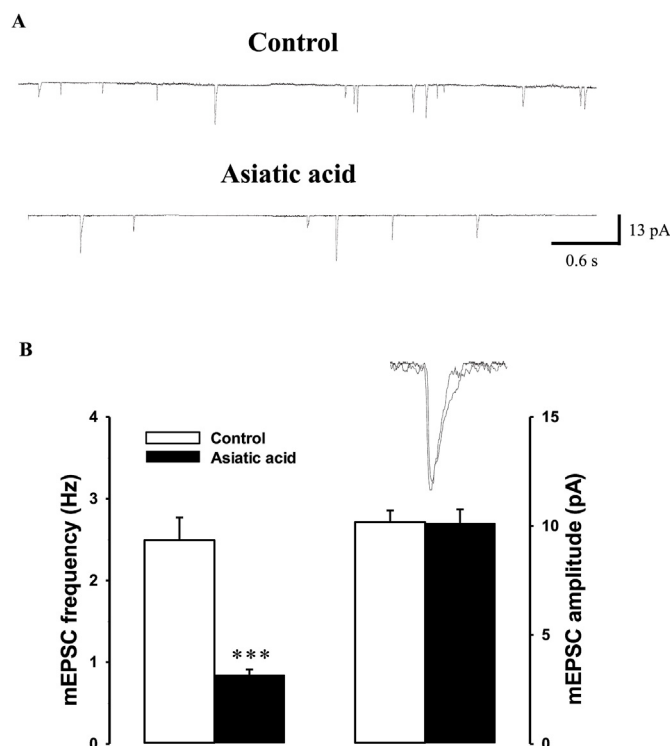 A
Control
Asiatic acid
13 pA
0.6 s
B
4
3
2
1
0
mEPSC frequency (Hz)
Control
Asiatic acid
***
15
10
5
0
mEPSC amplitude (pA)